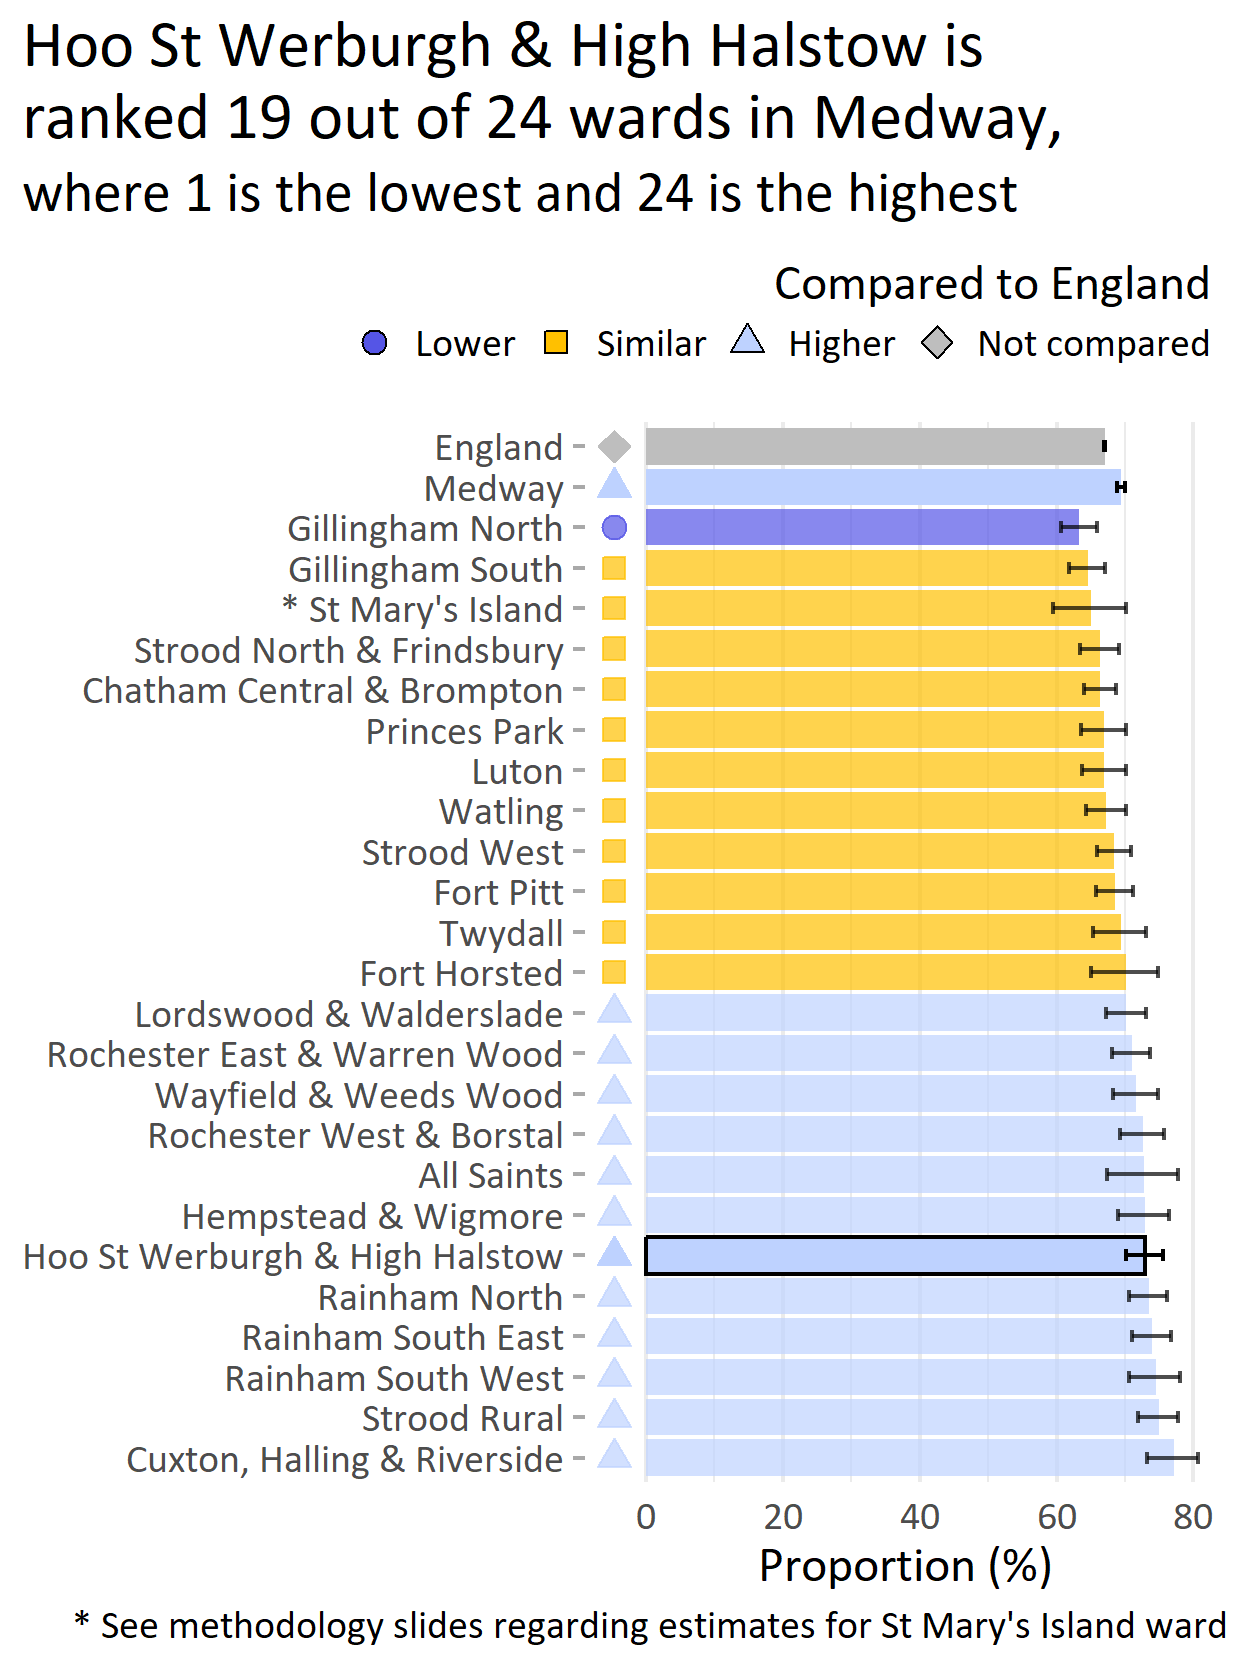 Hoo St Werburgh & High Halstow is
ranked 19 out of 24 wards in Medway,
where 1 is the lowest and 24 is the highest
Compared to England
Lower Similar Higher Not compared
England
Medway
Gillingham North
Gillingham South
* St Mary's Island
Strood North & Frindsbury
Chatham Central & Brompton
Princes Park
Luton
Watling
Strood West
Fort Pitt
Twydall
Fort Horsted
Lordswood & Walderslade
Rochester East & Warren Wood
Wayfield & Weeds Wood
Rochester West & Borstal
All Saints
Hempstead & Wigmore
Hoo St Werburgh & High Halstow
Rainham North
Rainham South East
Rainham South West
Strood Rural
Cuxton, Halling & Riverside
0 20 40 60 80
Proportion (%)
* See methodology slides regarding estimates for St Mary's Island ward